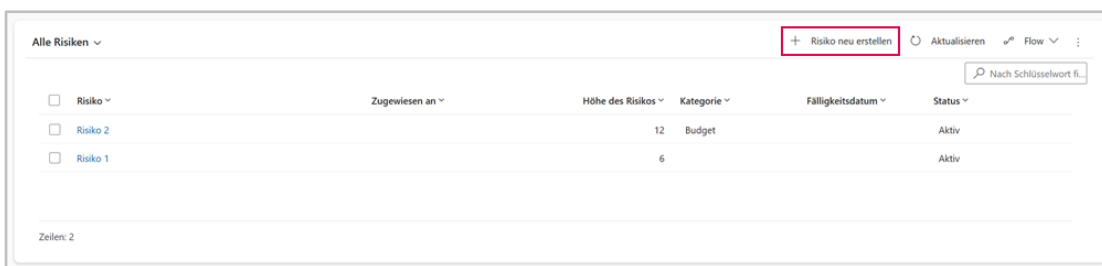 Alle Risiken
Risiko neu erstellen Aktualisieren Flow
Nach Schlüsselwort fi...
Risiko Zugewiesen an Höhe des Risikos Kategorie Fälligkeitsdatum Status
Risiko 2 12 Budget Aktiv
Risiko 1 6 Aktiv
Zeilen: 2